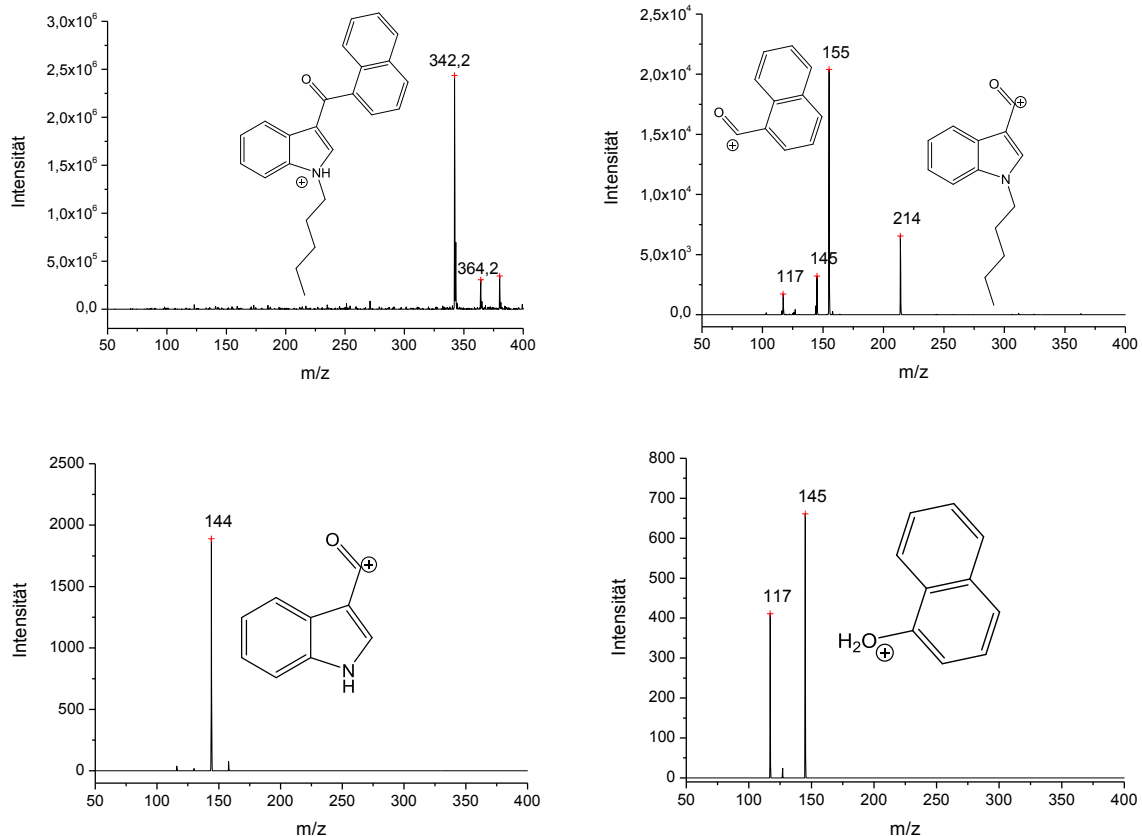 3,0x10⁶
2,5x10⁶
2,0x10⁶
1,5x10⁶
1,0x10⁶
5,0x10⁵
0,0
Intensität
342,2
364,2
O
NH
⊕
50 100 150 200 250 300 350 400
m/z
2,5x10⁴
2,0x10⁴
1,5x10⁴
1,0x10⁴
5,0x10³
0,0
Intensität
155
145
117
214
O
⊕
O
⊕
N
50 100 150 200 250 300 350 400
m/z
2500
2000
1500
1000
500
0
Intensität
144
O
⊕
N
H
50 100 150 200 250 300 350 400
m/z
800
700
600
500
400
300
200
100
0
Intensität
145
117
H₂O
⊕
50 100 150 200 250 300 350 400
m/z